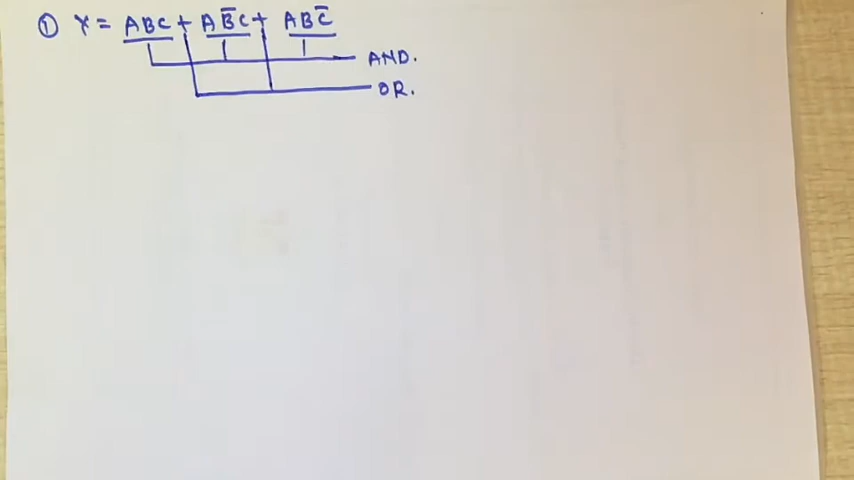 ① Y = ABC + AB̅C + ABC̅
AND.
OR.